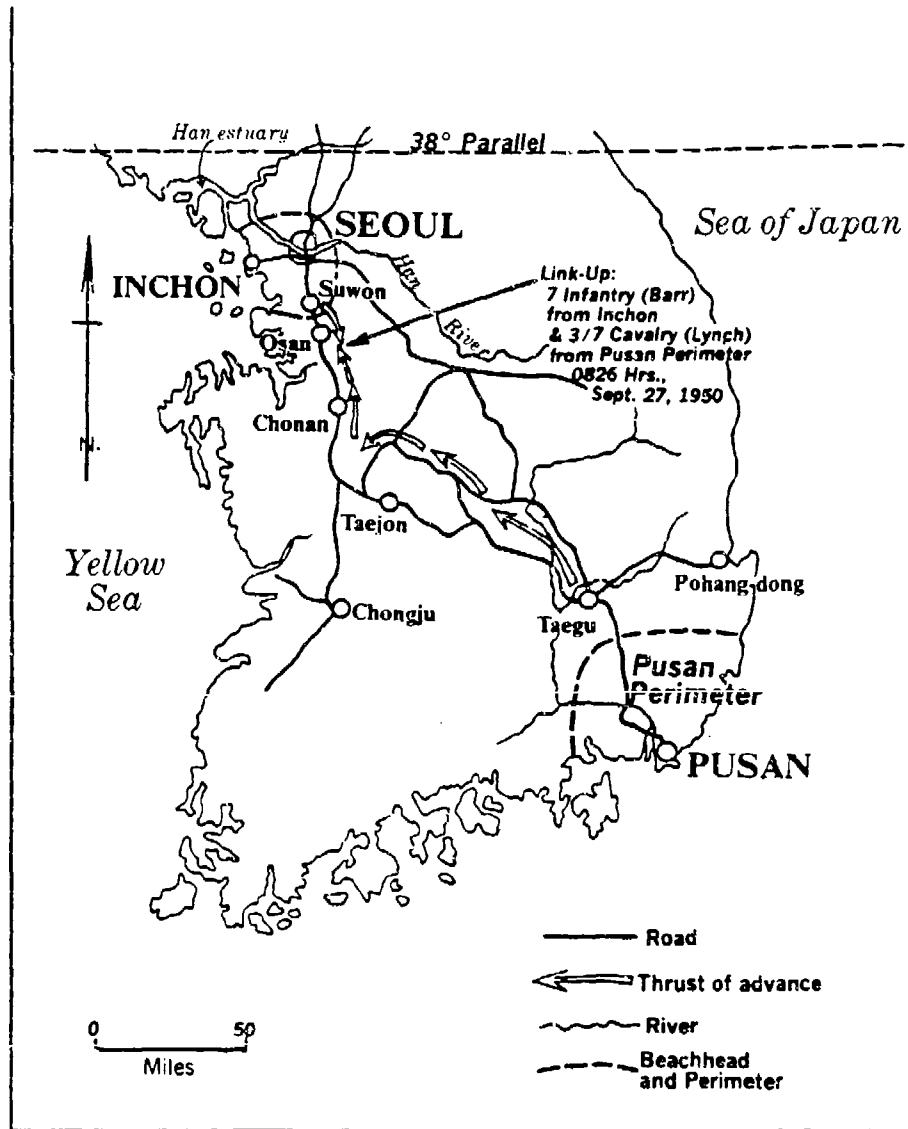 Han estuary
38° Parallel
SEOUL
Sea of Japan
INCHON
Suwon
Han
River
Link-Up:
7 Infantry (Barr)
from Inchon
& 3/7 Cavalry (Lynch)
from Pusan Perimeter
0826 Hrs.,
Sept. 27, 1950
Osan
Chonan
N.
Taejon
Yellow
Sea
Pohang-dong
Chongju
Taegu
Pusan
Perimeter
PUSAN
Road
Thrust of advance
River
Beachhead
and Perimeter
0 50
Miles